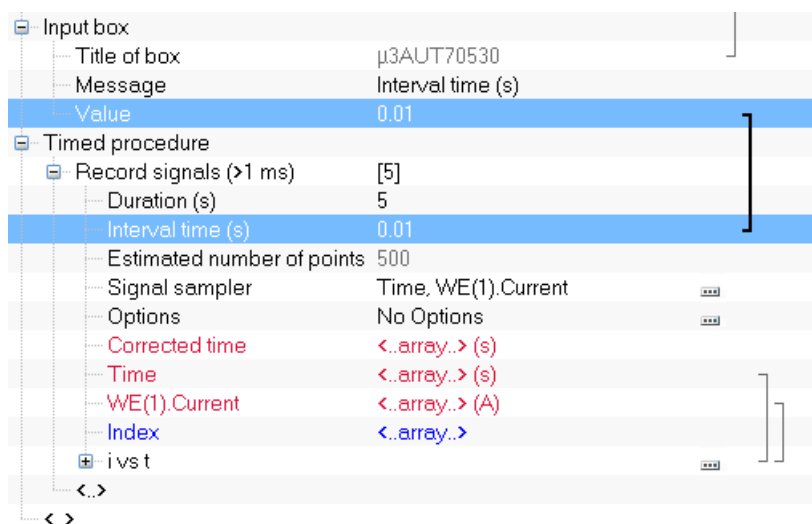 Input box
Title of box µ3AUT70530
Message Interval time (s)
Value 0.01
Timed procedure
Record signals (>1 ms) [5]
Duration (s) 5
Interval time (s) 0.01
Estimated number of points 500
Signal sampler Time, WE(1).Current
Options No Options
Corrected time <..array..> (s)
Time <..array..> (s)
WE(1).Current <..array..> (A)
Index <..array..>
i vs t
<..>
<..>